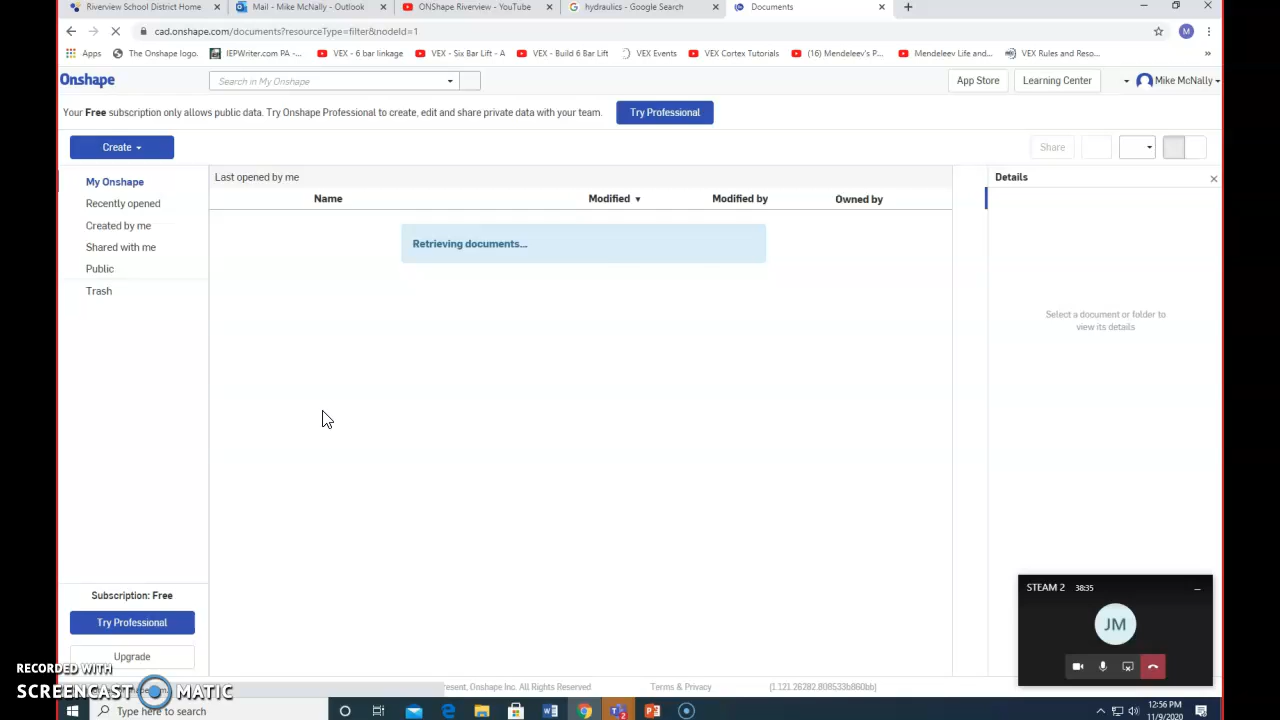 Riverview School District Home
Mail - Mike McNally - Outlook
ONShape Riverview - YouTube
hydraulics - Google Search
Documents
cad.onshape.com/documents?resourceType=filter&nodeId=1
Apps
The Onshape logo.
IEPWriter.com PA -...
VEX - 6 bar linkage
VEX - Six Bar Lift - A
VEX - Build 6 Bar Lift
VEX Events
VEX Cortex Tutorials
(16) Mendeleev's P...
Mendeleev Life and...
VEX Rules and Reso...
Onshape
Search in My Onshape
App Store
Learning Center
Mike McNally
Your Free subscription only allows public data. Try Onshape Professional to create, edit and share private data with your team.
Try Professional
Create
Share
My Onshape
Recently opened
Created by me
Shared with me
Public
Trash
Last opened by me
Name
Modified
Modified by
Owned by
Retrieving documents...
Details
Select a document or folder to
view its details
Subscription: Free
Try Professional
Upgrade
STEAM 2
38:35
JM
RECORDED WITH
SCREENCAST MATIC
esent, Onshape Inc. All Rights Reserved
Terms & Privacy
Type here to search
12:56 PM
11/9/2020